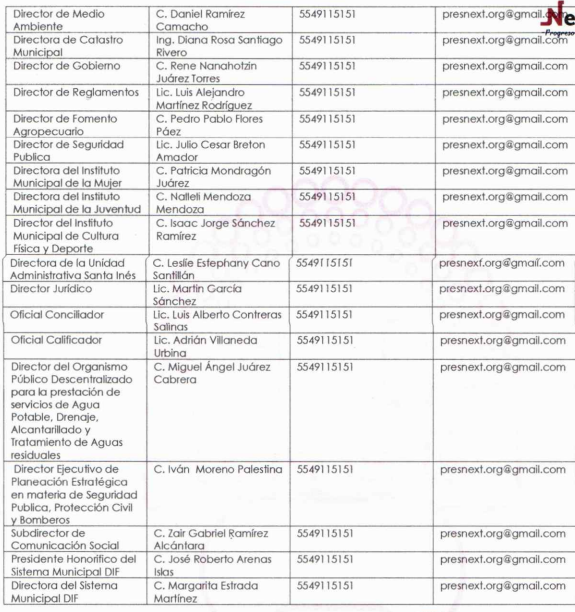 Director de Medio Ambiente C. Daniel Ramírez Camacho 5549115151 presnext.org@gmail.com
Directora de Catastro Municipal Ing. Diana Rosa Santiago Rivero 5549115151 presnext.org@gmail.com
Director de Gobierno C. Rene Nanahotzin Juárez Torres 5549115151 presnext.org@gmail.com
Director de Reglamentos Lic. Luis Alejandro Martínez Rodríguez 5549115151 presnext.org@gmail.com
Director de Fomento Agropecuario C. Pedro Pablo Flores Páez 5549115151 presnext.org@gmail.com
Director de Seguridad Publica Lic. Julio Cesar Breton Amador 5549115151 presnext.org@gmail.com
Directora del Instituto Municipal de la Mujer C. Patricia Mondragón Juárez 5549115151 presnext.org@gmail.com
Directora del Instituto Municipal de la Juventud C. Nalleli Mendoza Mendoza 5549115151 presnext.org@gmail.com
Director del Instituto Municipal de Cultura Física y Deporte C. Isaac Jorge Sánchez Ramírez 5549115151 presnext.org@gmail.com
Directora de la Unidad Administrativa Santa Inés C. Leslie Estephany Cano Santillán 5549115151 presnext.org@gmail.com
Director Jurídico Lic. Martín García Sánchez 5549115151 presnext.org@gmail.com
Oficial Conciliador Lic. Luis Alberto Contreras Salinas 5549115151 presnext.org@gmail.com
Oficial Calificador Lic. Adrián Villaneda Urbina 5549115151 presnext.org@gmail.com
Director del Organismo Público Descentralizado para la prestación de servicios de Agua Potable, Drenaje, Alcantarillado y Tratamiento de Aguas residuales C. Miguel Ángel Juárez Cabrera 5549115151 presnext.org@gmail.com
Director Ejecutivo de Planeación Estratégica en materia de Seguridad Publica, Protección Civil y Bomberos C. Iván Moreno Palestina 5549115151 presnext.org@gmail.com
Subdirector de Comunicación Social C. Zair Gabriel Ramírez Alcántara 5549115151 presnext.org@gmail.com
Presidente Honorífico del Sistema Municipal DIF C. José Roberto Arenas Islas 5549115151 presnext.org@gmail.com
Directora del Sistema Municipal DIF C. Margarita Estrada Martínez 5549115151 presnext.org@gmail.com